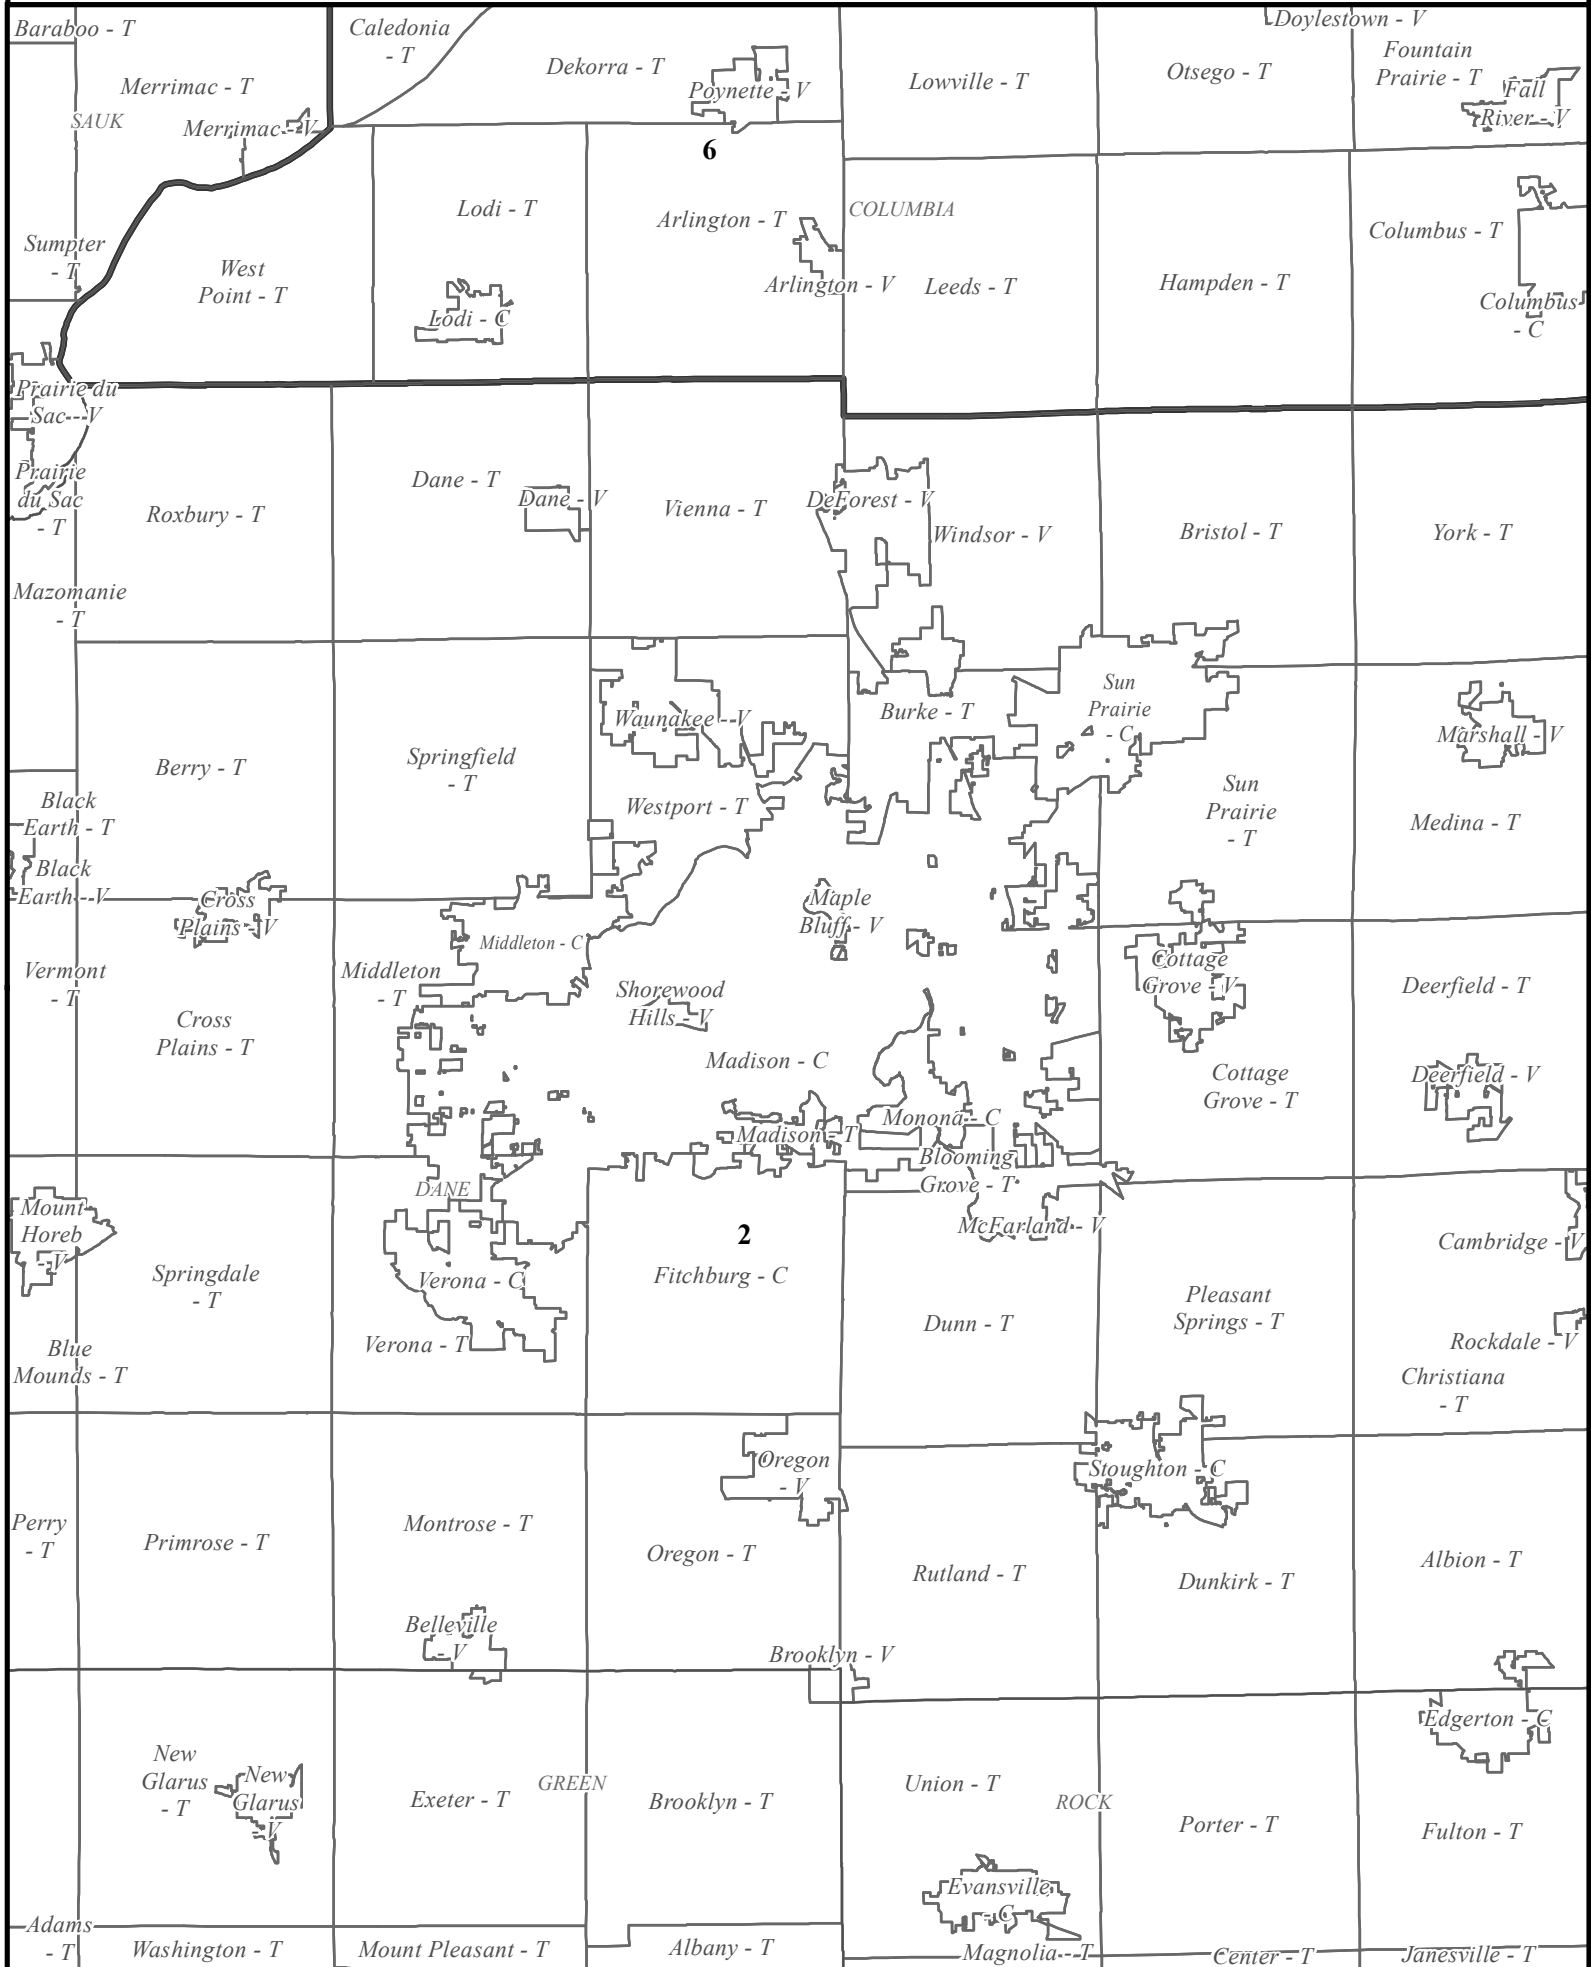 Baraboo - T
Caledonia
- T
Doylestown - V
Dekorra - T
Poynette - V
Lowville - T
Otsego - T
Fountain
Prairie - T
Fall
River - V
Merrimac - T
SAUK
Merrimac - V
6
Lodi - T
Arlington - T
COLUMBIA
Columbus - T
Sumpter
- T
West
Point - T
Arlington - V
Leeds - T
Hampden - T
Columbus
- C
Lodi - C
Prairie du
Sac - V
Prairie
du Sac
- T
Roxbury - T
Dane - T
Dane - V
Vienna - T
DeForest - V
Windsor - V
Bristol - T
York - T
Mazomanie
- T
Waunakee - V
Burke - T
Sun
Prairie
- C
Marshall - V
Berry - T
Springfield
- T
Westport - T
Sun
Prairie
- T
Medina - T
Black
Earth - T
Black
Earth - V
Cross
Plains - V
Maple
Bluff - V
Middleton - C
Vermont
- T
Middleton
- T
Cottage
Grove - V
Deerfield - T
Cross
Plains - T
Shorewood
Hills - V
Madison - C
Cottage
Grove - T
Deerfield - V
Monona - C
Madison - T
Blooming
Grove - T
DANE
Mount
Horeb
- V
2
McFarland - V
Cambridge - V
Springdale
- T
Verona - C
Fitchburg - C
Dunn - T
Pleasant
Springs - T
Rockdale - V
Verona - T
Blue
Mounds - T
Christiana
- T
Oregon
- V
Stoughton - C
Perry
- T
Primrose - T
Montrose - T
Oregon - T
Rutland - T
Dunkirk - T
Albion - T
Belleville
- V
Brooklyn - V
Edgerton - C
New
Glarus
- T
New
Glarus
- V
Exeter - T
GREEN
Brooklyn - T
Union - T
ROCK
Porter - T
Fulton - T
Evansville
- C
Adams
- T
Washington - T
Mount Pleasant - T
Albany - T
Magnolia - T
Center - T
Janesville - T